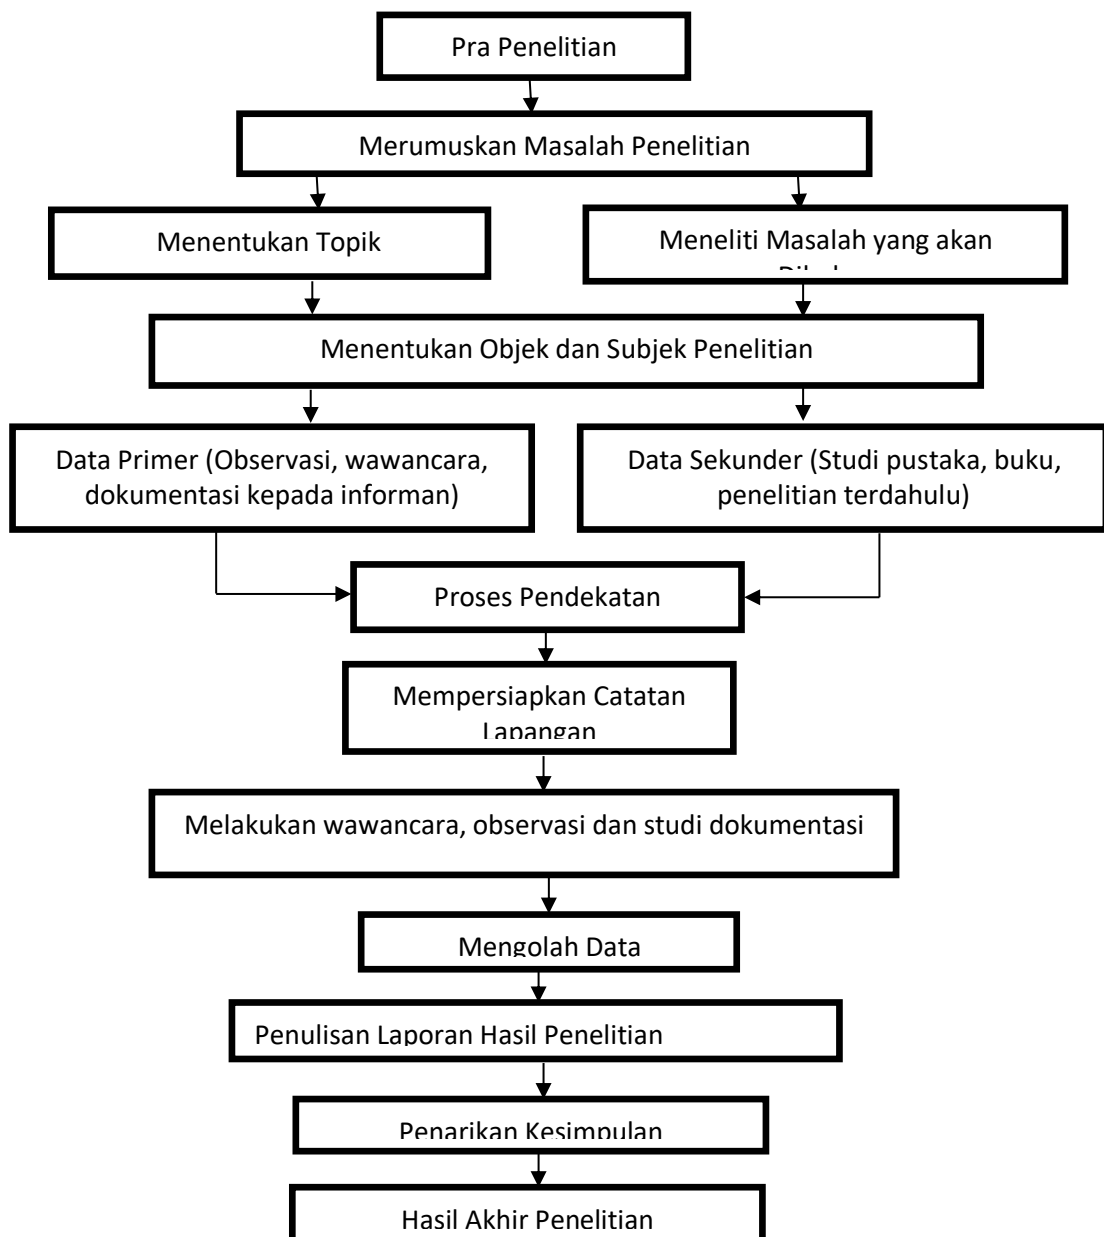 Pra Penelitian
Merumuskan Masalah Penelitian
Menentukan Topik
Meneliti Masalah yang akan
Menentukan Objek dan Subjek Penelitian
Data Primer (Observasi, wawancara,
dokumentasi kepada informan)
Data Sekunder (Studi pustaka, buku,
penelitian terdahulu)
Proses Pendekatan
Mempersiapkan Catatan
Lapangan
Melakukan wawancara, observasi dan studi dokumentasi
Mengolah Data
Penulisan Laporan Hasil Penelitian
Penarikan Kesimpulan
Hasil Akhir Penelitian